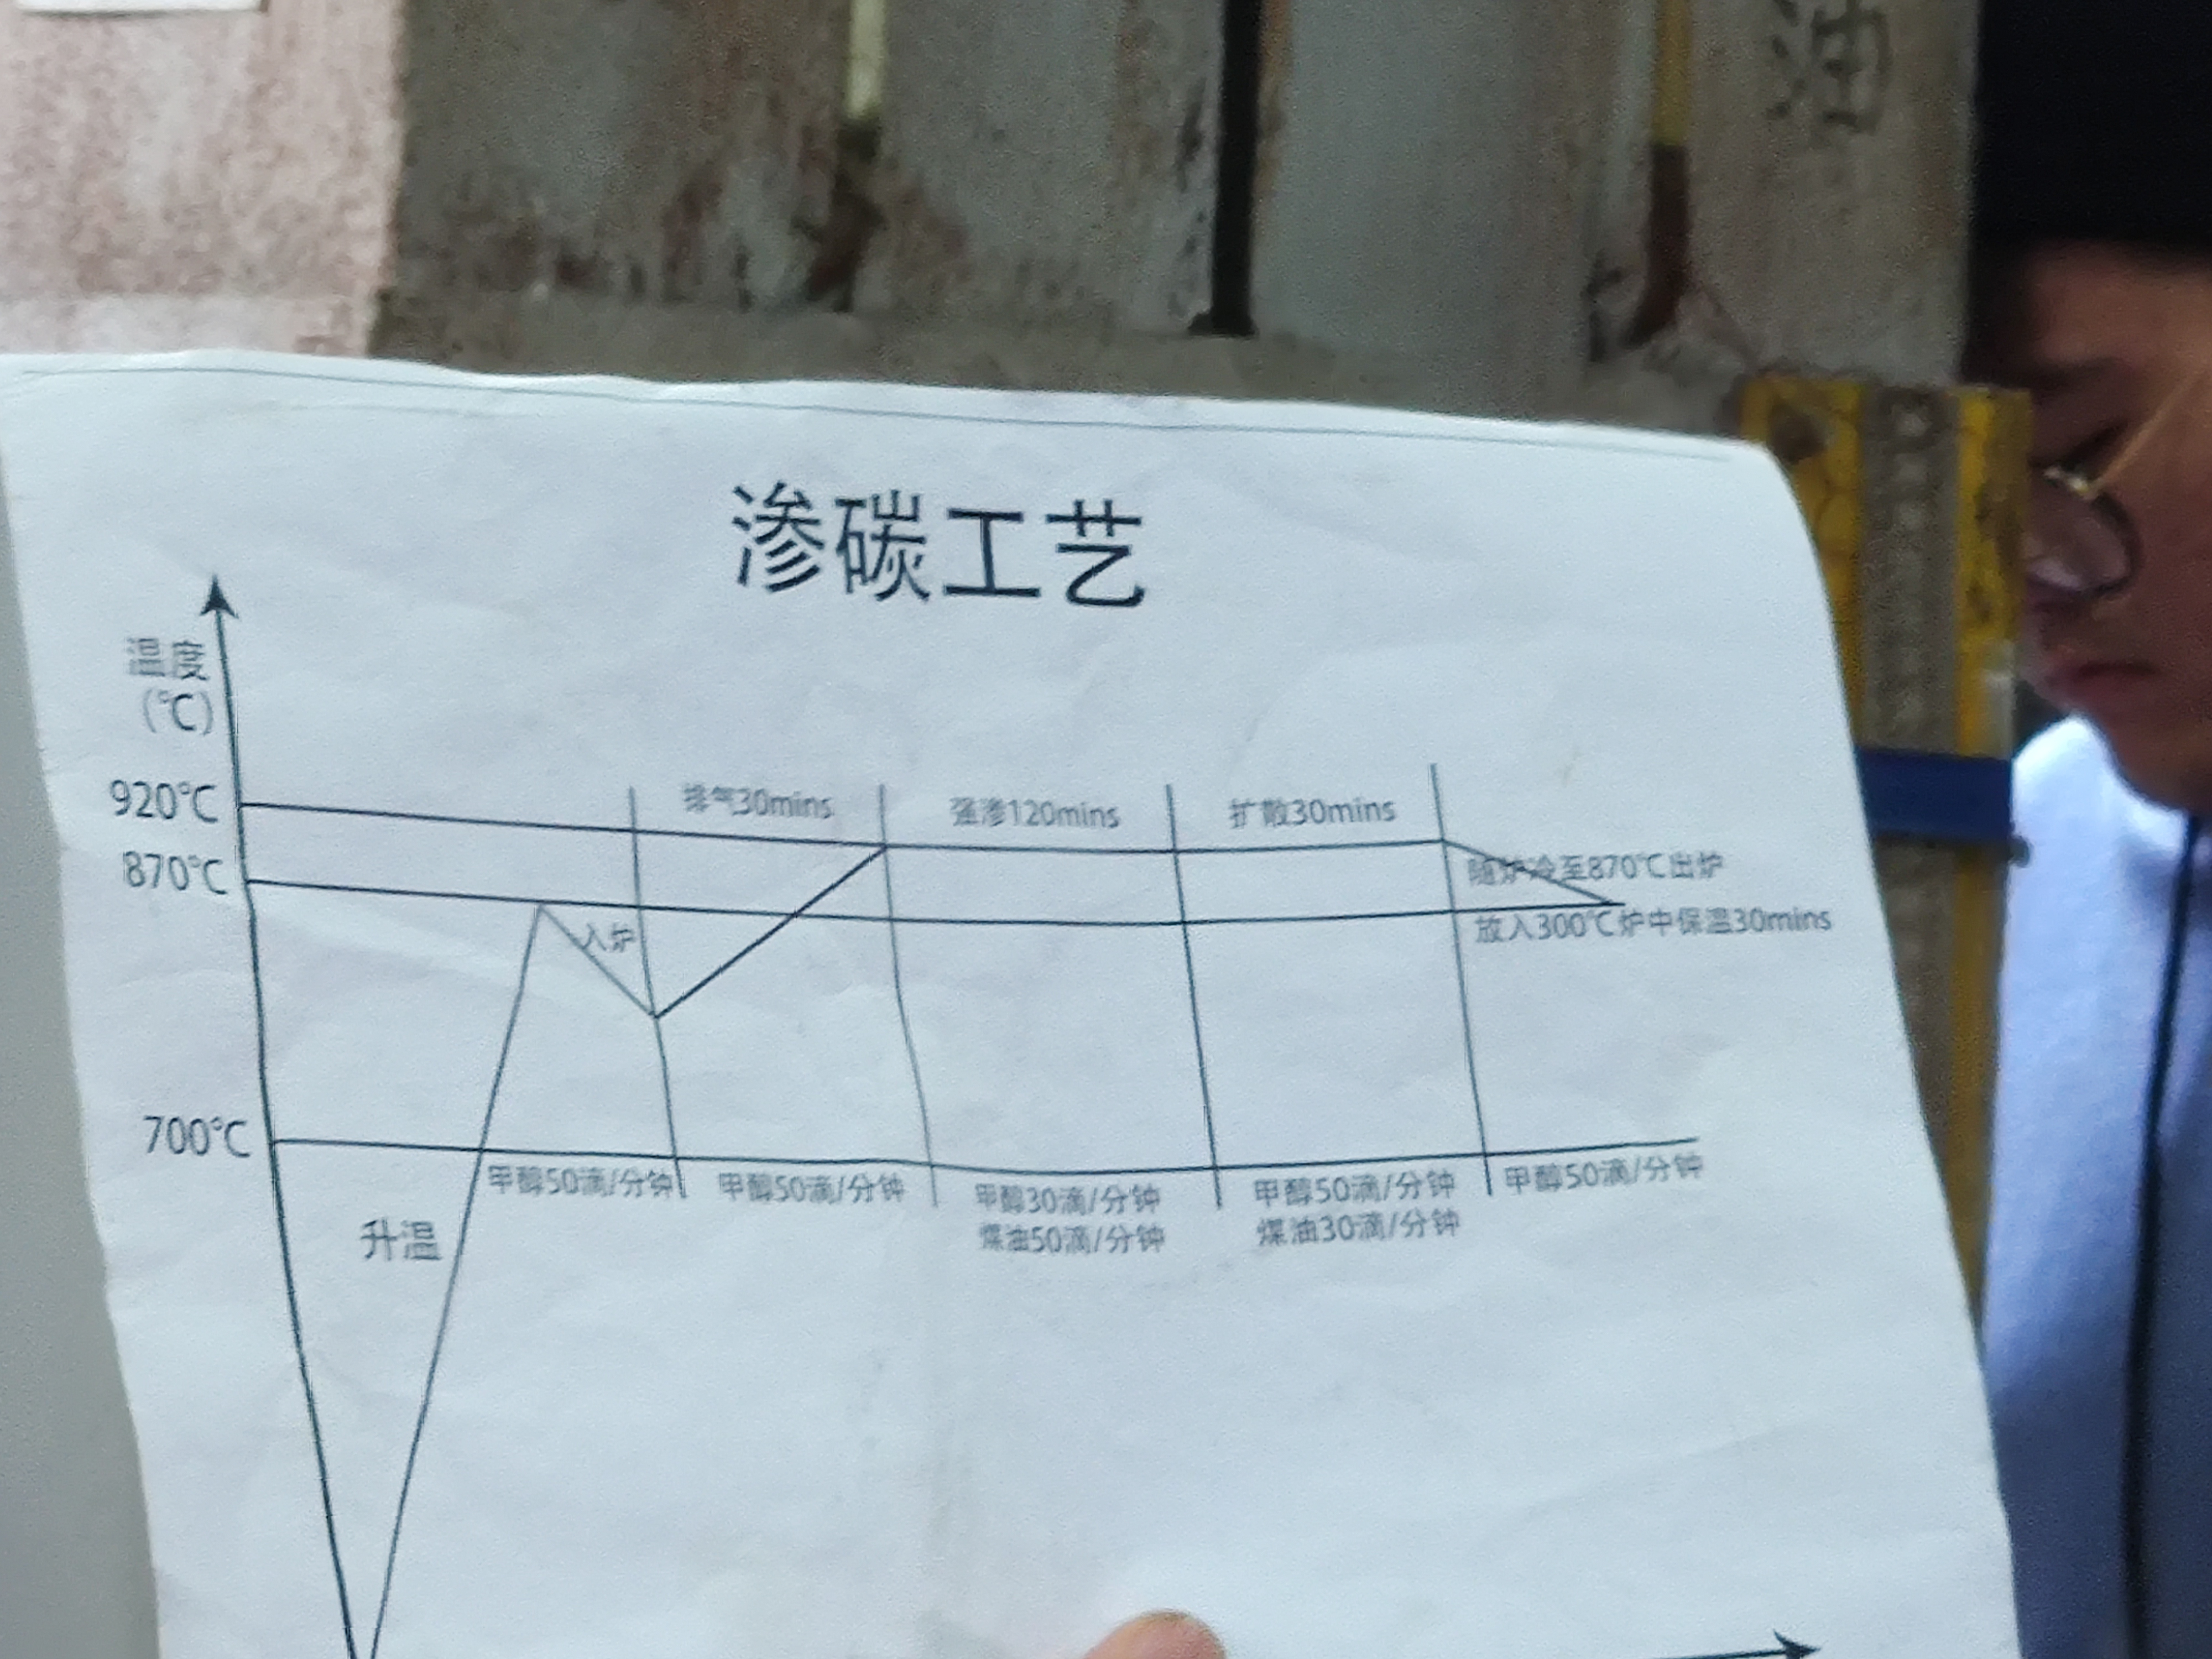 油
渗碳工艺
温度
(℃)
920℃
870℃
700℃
排气30mins
强渗120mins
扩散30mins
入炉
随炉冷至870℃出炉
放入300℃炉中保温30mins
升温
甲醇50滴/分钟
甲醇50滴/分钟
甲醇30滴/分钟
煤油50滴/分钟
甲醇50滴/分钟
煤油30滴/分钟
甲醇50滴/分钟